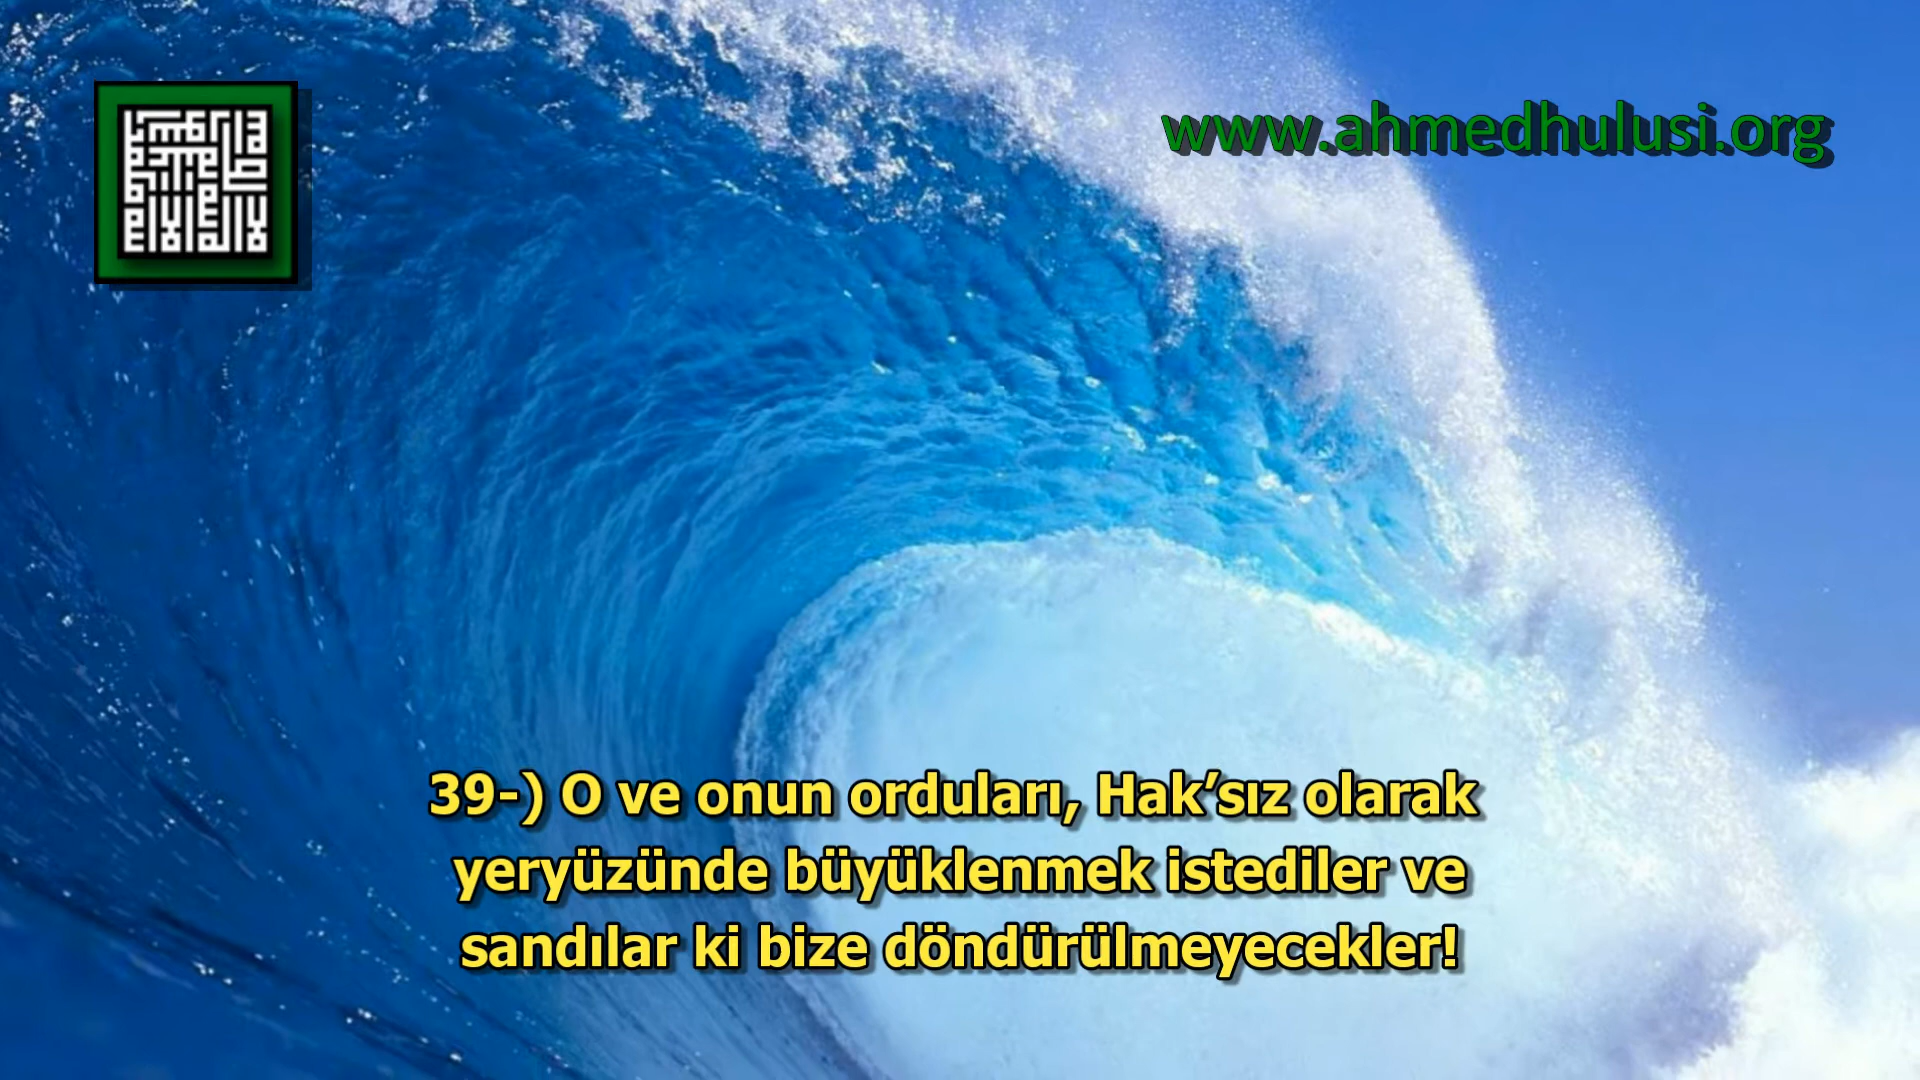 www.ahmedhulusi.org
39-) O ve onun orduları, Hak’sız olarak
yeryüzünde büyüklenmek istediler ve
sandılar ki bize döndürülmeyecekler!